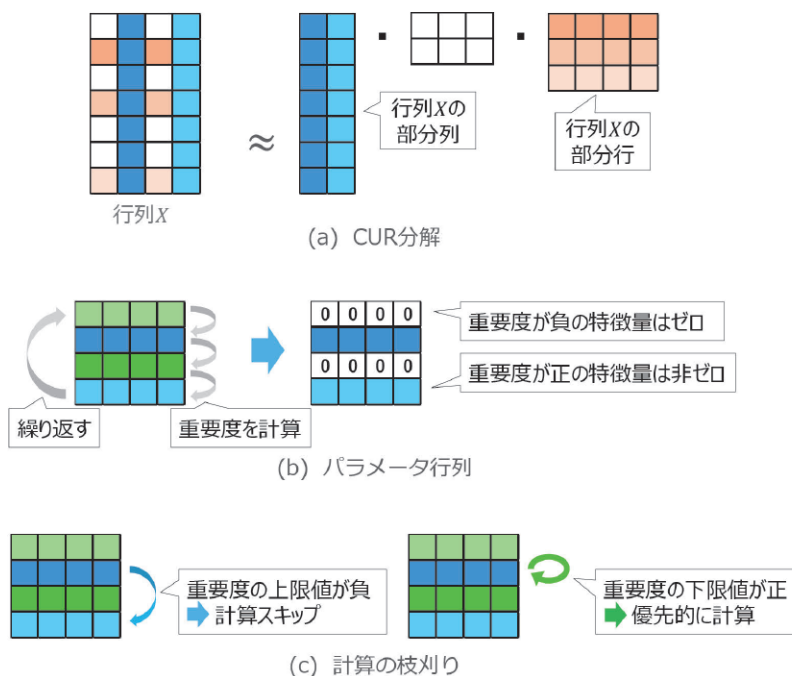 行列Xの
部分列
行列Xの
部分行
≈
行列X
(a) CUR分解
0 0 0 0
重要度が負の特徴量はゼロ
0 0 0 0
重要度が正の特徴量は非ゼロ
繰り返す
重要度を計算
(b) パラメータ行列
重要度の上限値が負
計算スキップ
重要度の下限値が正
優先的に計算
(c) 計算の枝刈り